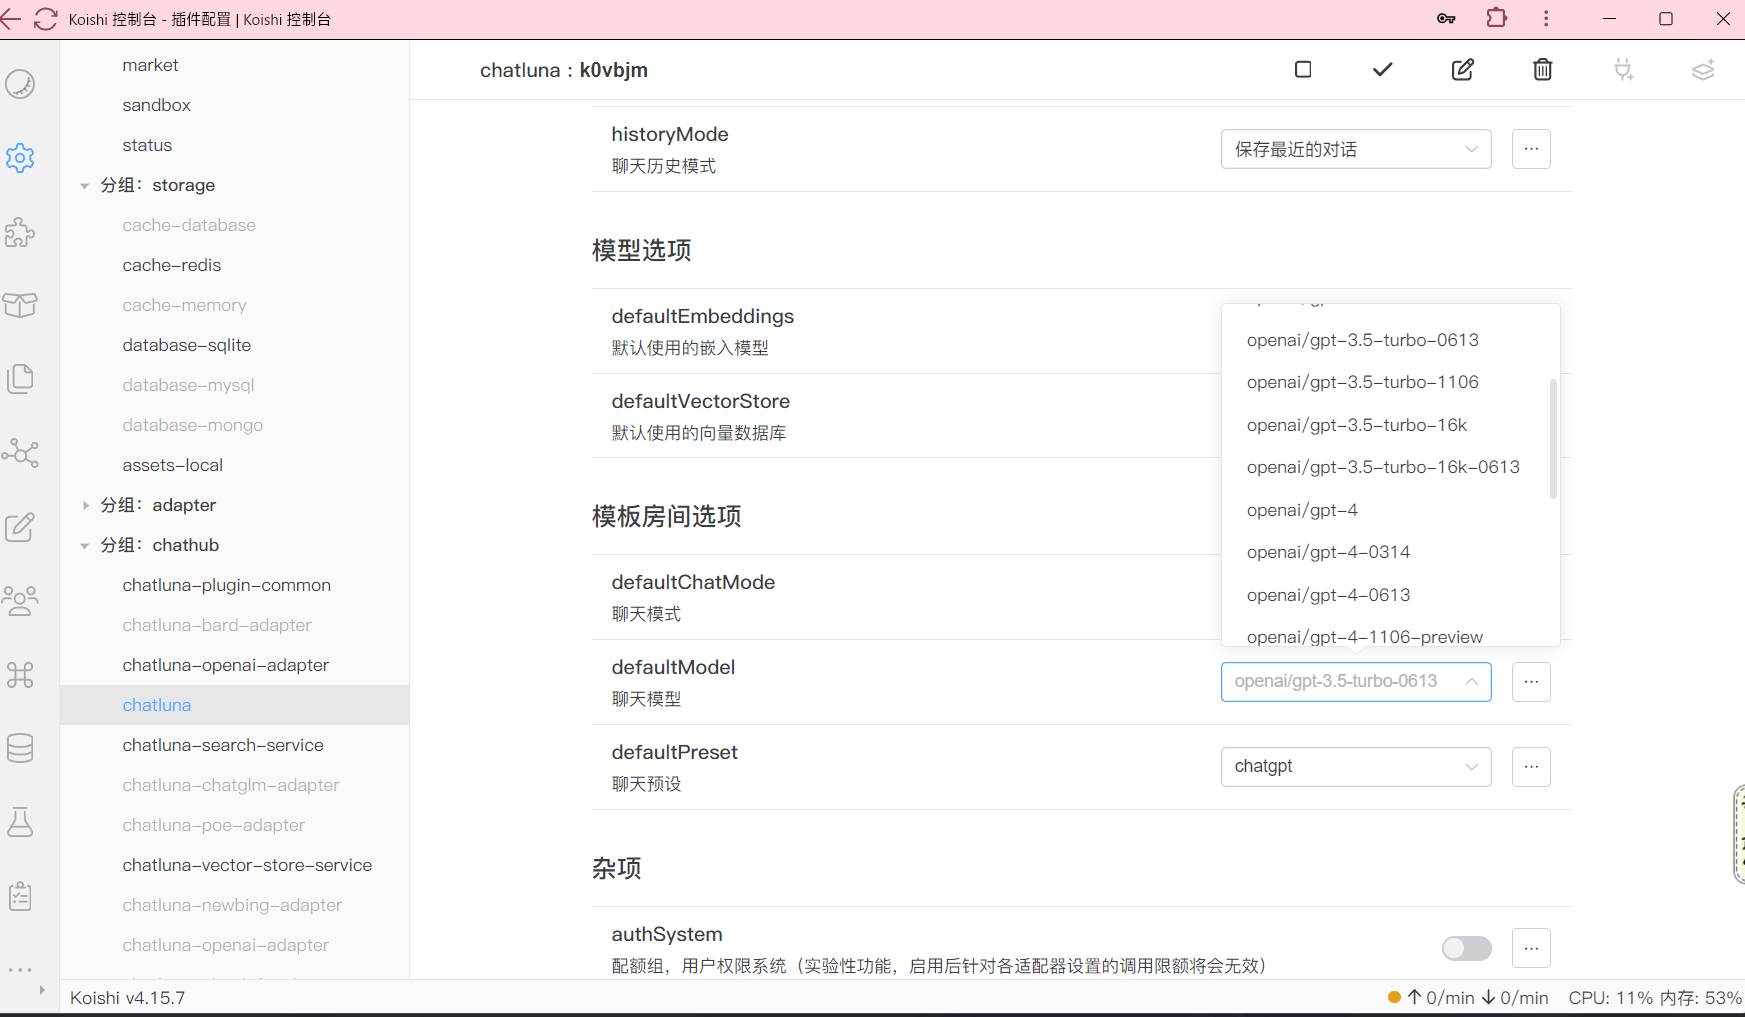 Koishi 控制台 - 插件配置 | Koishi 控制台
market
sandbox
status
分组：storage
cache-database
cache-redis
cache-memory
database-sqlite
database-mysql
database-mongo
assets-local
分组：adapter
分组：chathub
chatluna-plugin-common
chatluna-bard-adapter
chatluna-openai-adapter
chatluna
chatluna-search-service
chatluna-chatglm-adapter
chatluna-poe-adapter
chatluna-vector-store-service
chatluna-newbing-adapter
chatluna-openai-adapter
chatluna : k0vbjm
historyMode
聊天历史模式
保存最近的对话
模型选项
defaultEmbeddings
默认使用的嵌入模型
defaultVectorStore
默认使用的向量数据库
模板房间选项
defaultChatMode
聊天模式
openai/gpt-3.5-turbo-0613
openai/gpt-3.5-turbo-1106
openai/gpt-3.5-turbo-16k
openai/gpt-3.5-turbo-16k-0613
openai/gpt-4
openai/gpt-4-0314
openai/gpt-4-0613
openai/gpt-4-1106-preview
defaultModel
聊天模型
openai/gpt-3.5-turbo-0613
defaultPreset
聊天预设
chatgpt
杂项
authSystem
配额组，用户权限系统（实验性功能，启用后针对各适配器设置的调用限额将会无效）
Koishi v4.15.7
↑ 0/min ↓ 0/min CPU: 11% 内存: 53%